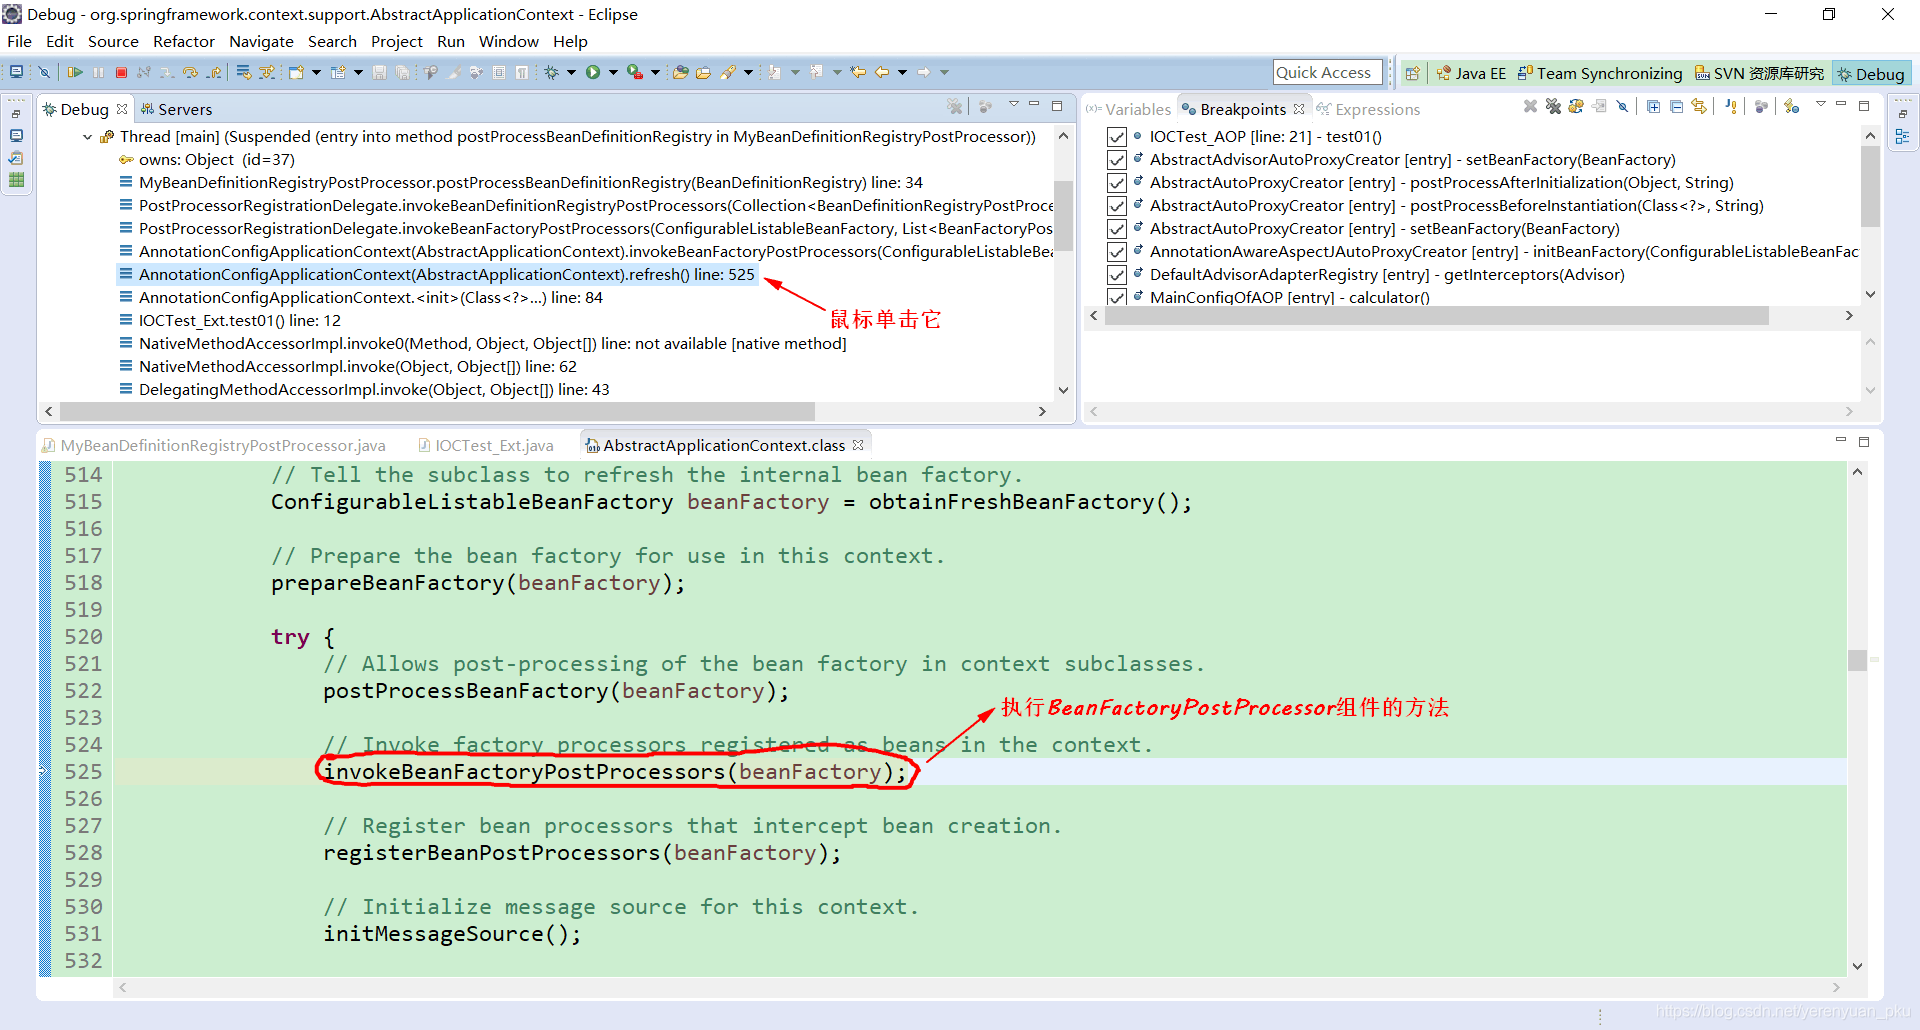 Debug - org.springframework.context.support.AbstractApplicationContext - Eclipse
File Edit Source Refactor Navigate Search Project Run Window Help
Quick Access
Java EE
Team Synchronizing
SVN 资源库研究
Debug
Debug
Servers
Thread [main] (Suspended (entry into method postProcessBeanDefinitionRegistry in MyBeanDefinitionRegistryPostProcessor))
owns: Object (id=37)
MyBeanDefinitionRegistryPostProcessor.postProcessBeanDefinitionRegistry(BeanDefinitionRegistry) line: 34
PostProcessorRegistrationDelegate.invokeBeanDefinitionRegistryPostProcessors(Collection<BeanDefinitionRegistryPostProce
PostProcessorRegistrationDelegate.invokeBeanFactoryPostProcessors(ConfigurableListableBeanFactory, List<BeanFactoryPos
AnnotationConfigApplicationContext(AbstractApplicationContext).invokeBeanFactoryPostProcessors(ConfigurableListableBea
AnnotationConfigApplicationContext(AbstractApplicationContext).refresh() line: 525
AnnotationConfigApplicationContext.<init>(Class<?>...) line: 84
鼠标单击它
IOCTest_Ext.test01() line: 12
NativeMethodAccessorImpl.invoke0(Method, Object, Object[]) line: not available [native method]
NativeMethodAccessorImpl.invoke(Object, Object[]) line: 62
DelegatingMethodAccessorImpl.invoke(Object, Object[]) line: 43
(x)= Variables
Breakpoints
Expressions
IOCTest_AOP [line: 21] - test01()
AbstractAdvisorAutoProxyCreator [entry] - setBeanFactory(BeanFactory)
AbstractAutoProxyCreator [entry] - postProcessAfterInitialization(Object, String)
AbstractAutoProxyCreator [entry] - postProcessBeforeInstantiation(Class<?>, String)
AbstractAutoProxyCreator [entry] - setBeanFactory(BeanFactory)
AnnotationAwareAspectJAutoProxyCreator [entry] - initBeanFactory(ConfigurableListableBeanFac
DefaultAdvisorAdapterRegistry [entry] - getInterceptors(Advisor)
MainConfigOfAOP [entry] - calculator()
MyBeanDefinitionRegistryPostProcessor.java
IOCTest_Ext.java
AbstractApplicationContext.class
514 // Tell the subclass to refresh the internal bean factory.
515 ConfigurableListableBeanFactory beanFactory = obtainFreshBeanFactory();
516
517 // Prepare the bean factory for use in this context.
518 prepareBeanFactory(beanFactory);
519
520 try {
521 // Allows post-processing of the bean factory in context subclasses.
522 postProcessBeanFactory(beanFactory);
523
执行BeanFactoryPostProcessor组件的方法
524 // Invoke factory processors registered as beans in the context.
525 invokeBeanFactoryPostProcessors(beanFactory);
526
527 // Register bean processors that intercept bean creation.
528 registerBeanPostProcessors(beanFactory);
529
530 // Initialize message source for this context.
531 initMessageSource();
532
https://blog.csdn.net/yerenyuan_pku